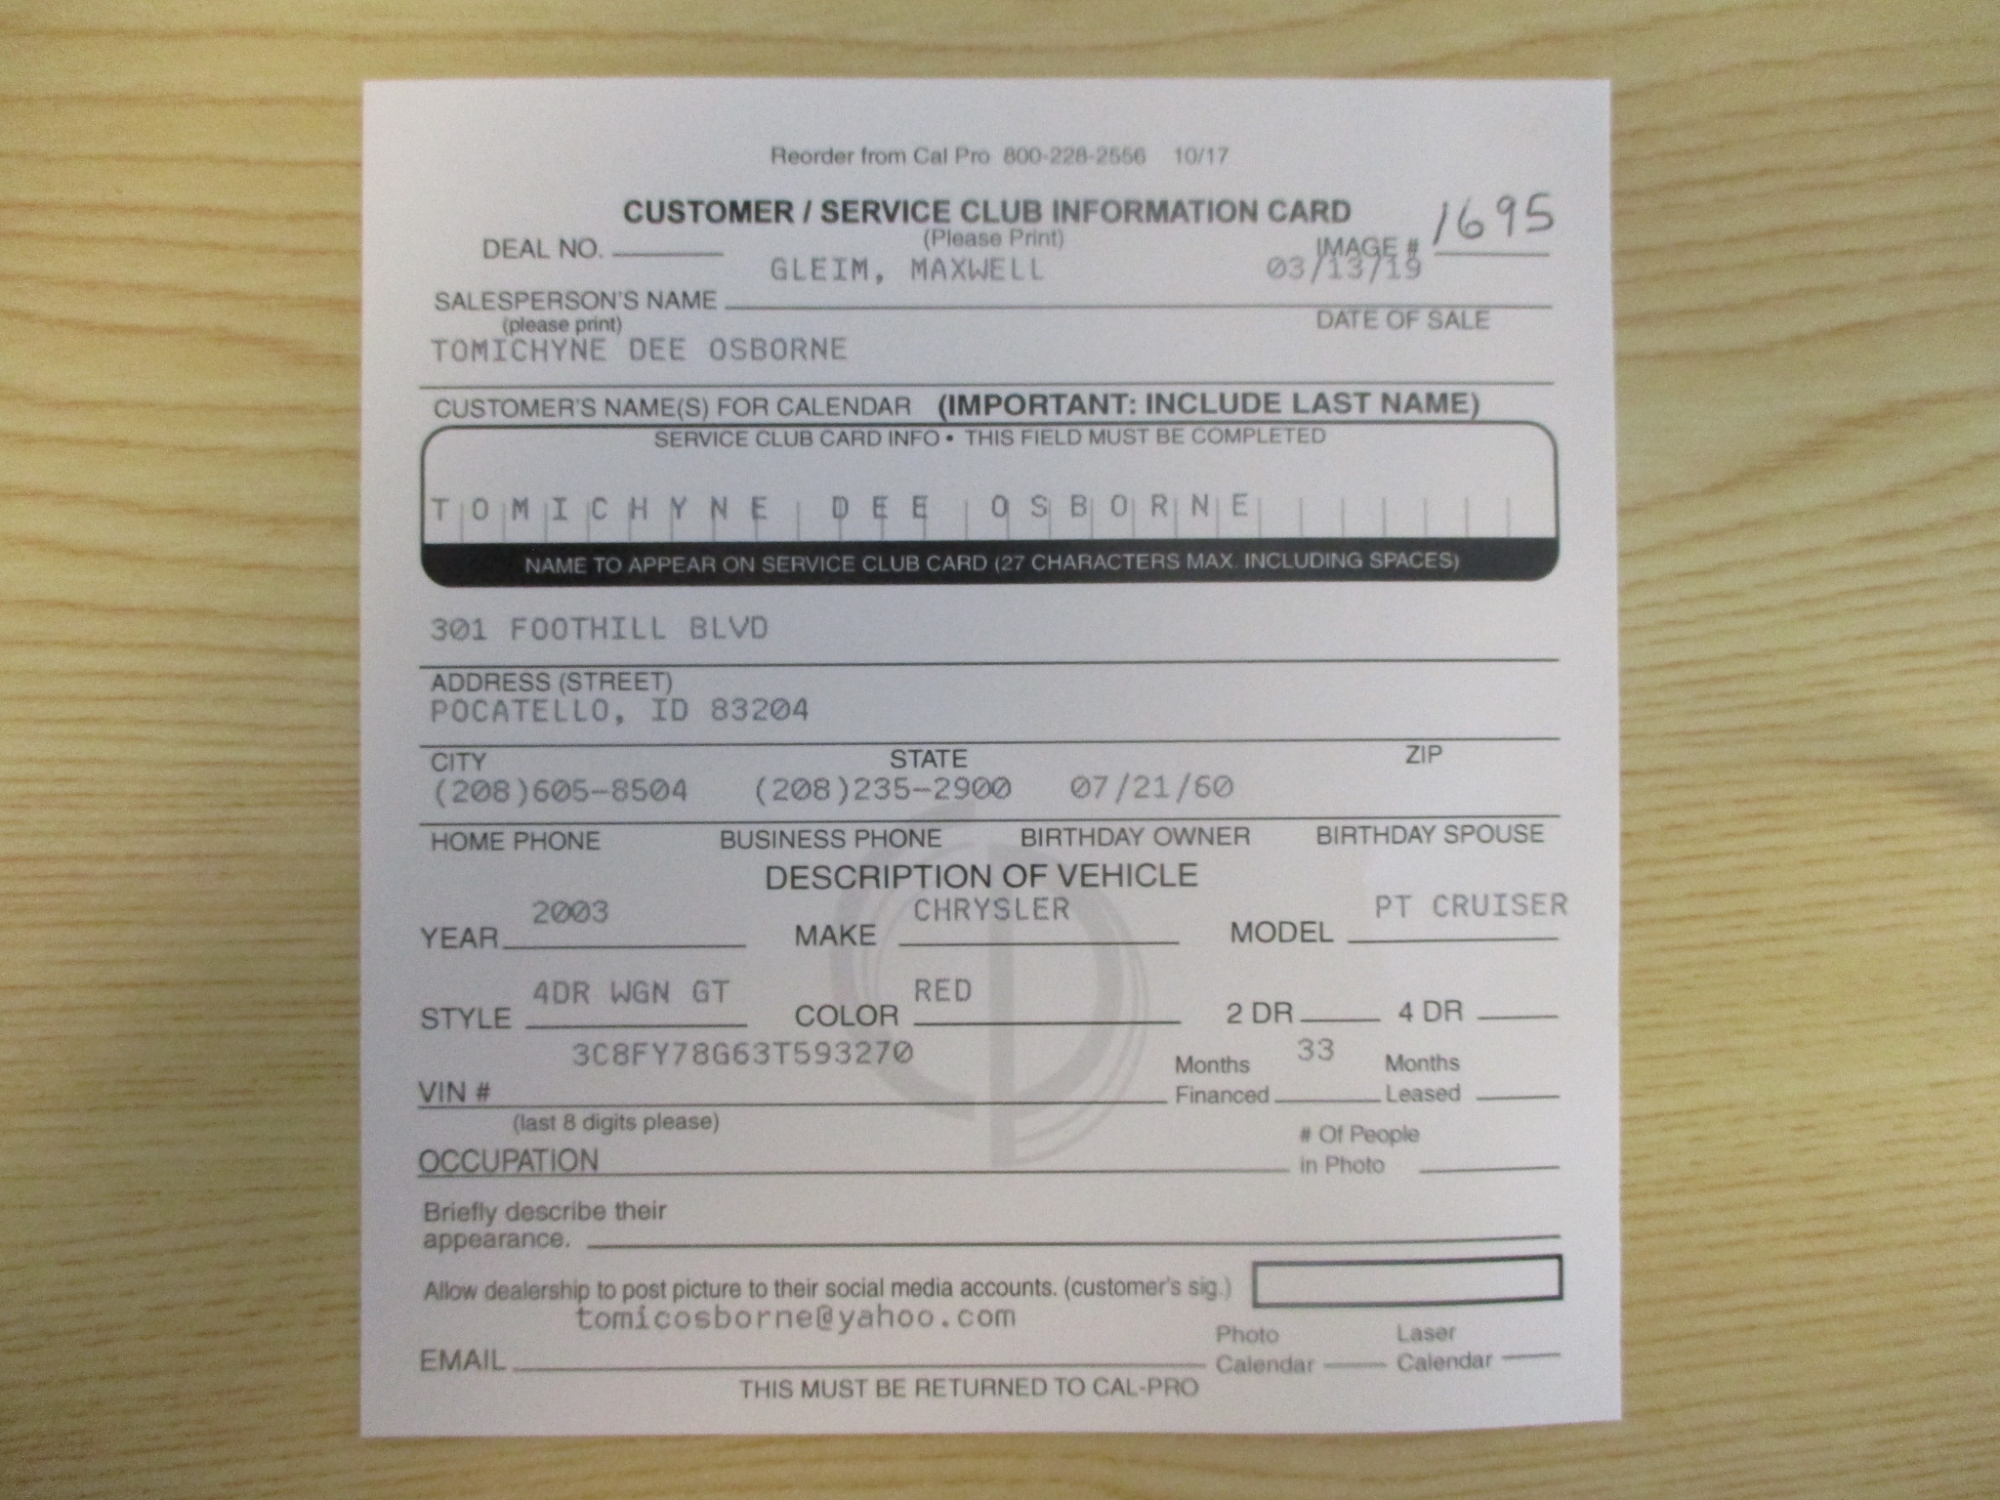 Reorder from Cal Pro 800-228-2556 10/17
CUSTOMER / SERVICE CLUB INFORMATION CARD
(Please Print)
DEAL NO. IMAGE # 1695
GLEIM, MAXWELL 03/13/19
SALESPERSON'S NAME
(please print) DATE OF SALE
TOMICHYNE DEE OSBORNE
CUSTOMER'S NAME(S) FOR CALENDAR (IMPORTANT: INCLUDE LAST NAME)
SERVICE CLUB CARD INFO • THIS FIELD MUST BE COMPLETED
TOMICHYNE DEE OSBORNE
NAME TO APPEAR ON SERVICE CLUB CARD (27 CHARACTERS MAX. INCLUDING SPACES)
301 FOOTHILL BLVD
ADDRESS (STREET)
POCATELLO, ID 83204
CITY STATE ZIP
(208)605-8504 (208)235-2900 07/21/60
HOME PHONE BUSINESS PHONE BIRTHDAY OWNER BIRTHDAY SPOUSE
DESCRIPTION OF VEHICLE
YEAR 2003 MAKE CHRYSLER MODEL PT CRUISER
STYLE 4DR WGN GT COLOR RED 2 DR 4 DR
VIN # 3C8FY78G63T593270 Months Financed 33 Months Leased
(last 8 digits please)
OCCUPATION # Of People in Photo
Briefly describe their
appearance.
Allow dealership to post picture to their social media accounts. (customer's sig.)
EMAIL tomicosborne@yahoo.com Photo Calendar Laser Calendar
THIS MUST BE RETURNED TO CAL-PRO